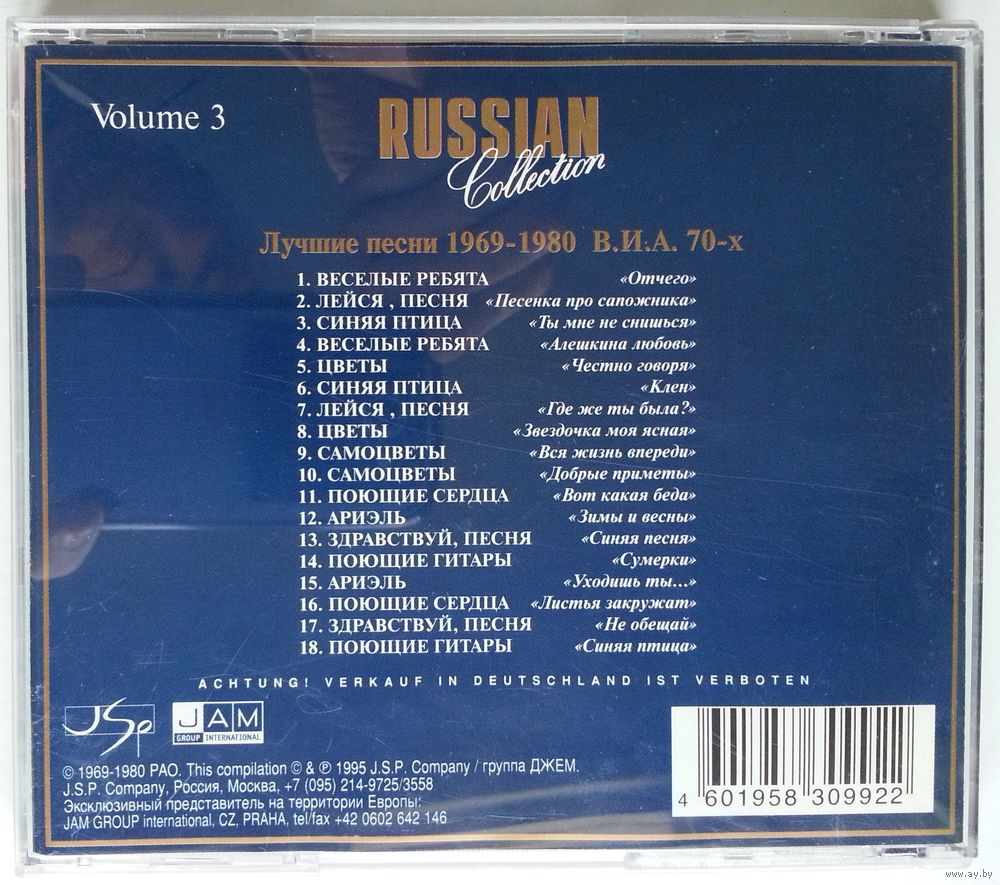 Volume 3
RUSSIAN
Collection
Лучшие песни 1969-1980 В.И.А. 70-х
1. ВЕСЕЛЫЕ РЕБЯТА «Отчего»
2. ЛЕЙСЯ , ПЕСНЯ «Песенка про сапожника»
3. СИНЯЯ ПТИЦА «Ты мне не снишься»
4. ВЕСЕЛЫЕ РЕБЯТА «Алешкина любовь»
5. ЦВЕТЫ «Честно говоря»
6. СИНЯЯ ПТИЦА «Клен»
7. ЛЕЙСЯ , ПЕСНЯ «Где же ты была?»
8. ЦВЕТЫ «Звездочка моя ясная»
9. САМОЦВЕТЫ «Вся жизнь впереди»
10. САМОЦВЕТЫ «Добрые приметы»
11. ПОЮЩИЕ СЕРДЦА «Вот какая беда»
12. АРИЭЛЬ «Зимы и весны»
13. ЗДРАВСТВУЙ, ПЕСНЯ «Синяя песня»
14. ПОЮЩИЕ ГИТАРЫ «Сумерки»
15. АРИЭЛЬ «Уходишь ты...»
16. ПОЮЩИЕ СЕРДЦА «Листья закружат»
17. ЗДРАВСТВУЙ, ПЕСНЯ «Не обещай»
18. ПОЮЩИЕ ГИТАРЫ «Синяя птица»
ACHTUNG! VERKAUF IN DEUTSCHLAND IST VERBOTEN
JSP
JAM
GROUP INTERNATIONAL
© 1969-1980 РАО. This compilation © & ℗ 1995 J.S.P. Company / группа ДЖЕМ.
J.S.P. Company, Россия, Москва, +7 (095) 214-9725/3558
Эксклюзивный представитель на территории Европы:
JAM GROUP international, CZ, PRAHA, tel/fax +42 0602 642 146
4 601958 309922
www.ay.by